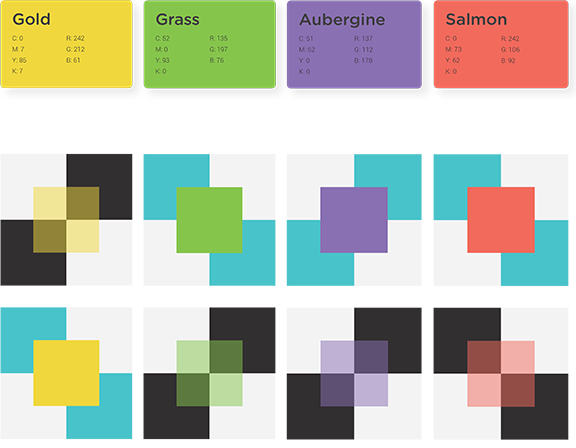 Gold
C: 0 R: 242
M: 7 G: 212
Y: 85 B: 61
K: 7
Grass
C: 52 R: 135
M: 0 G: 197
Y: 93 B: 76
K: 0
Aubergine
C: 51 R: 137
M: 62 G: 112
Y: 0 B: 178
K: 0
Salmon
C: 0 R: 242
M: 73 G: 106
Y: 62 B: 92
K: 0